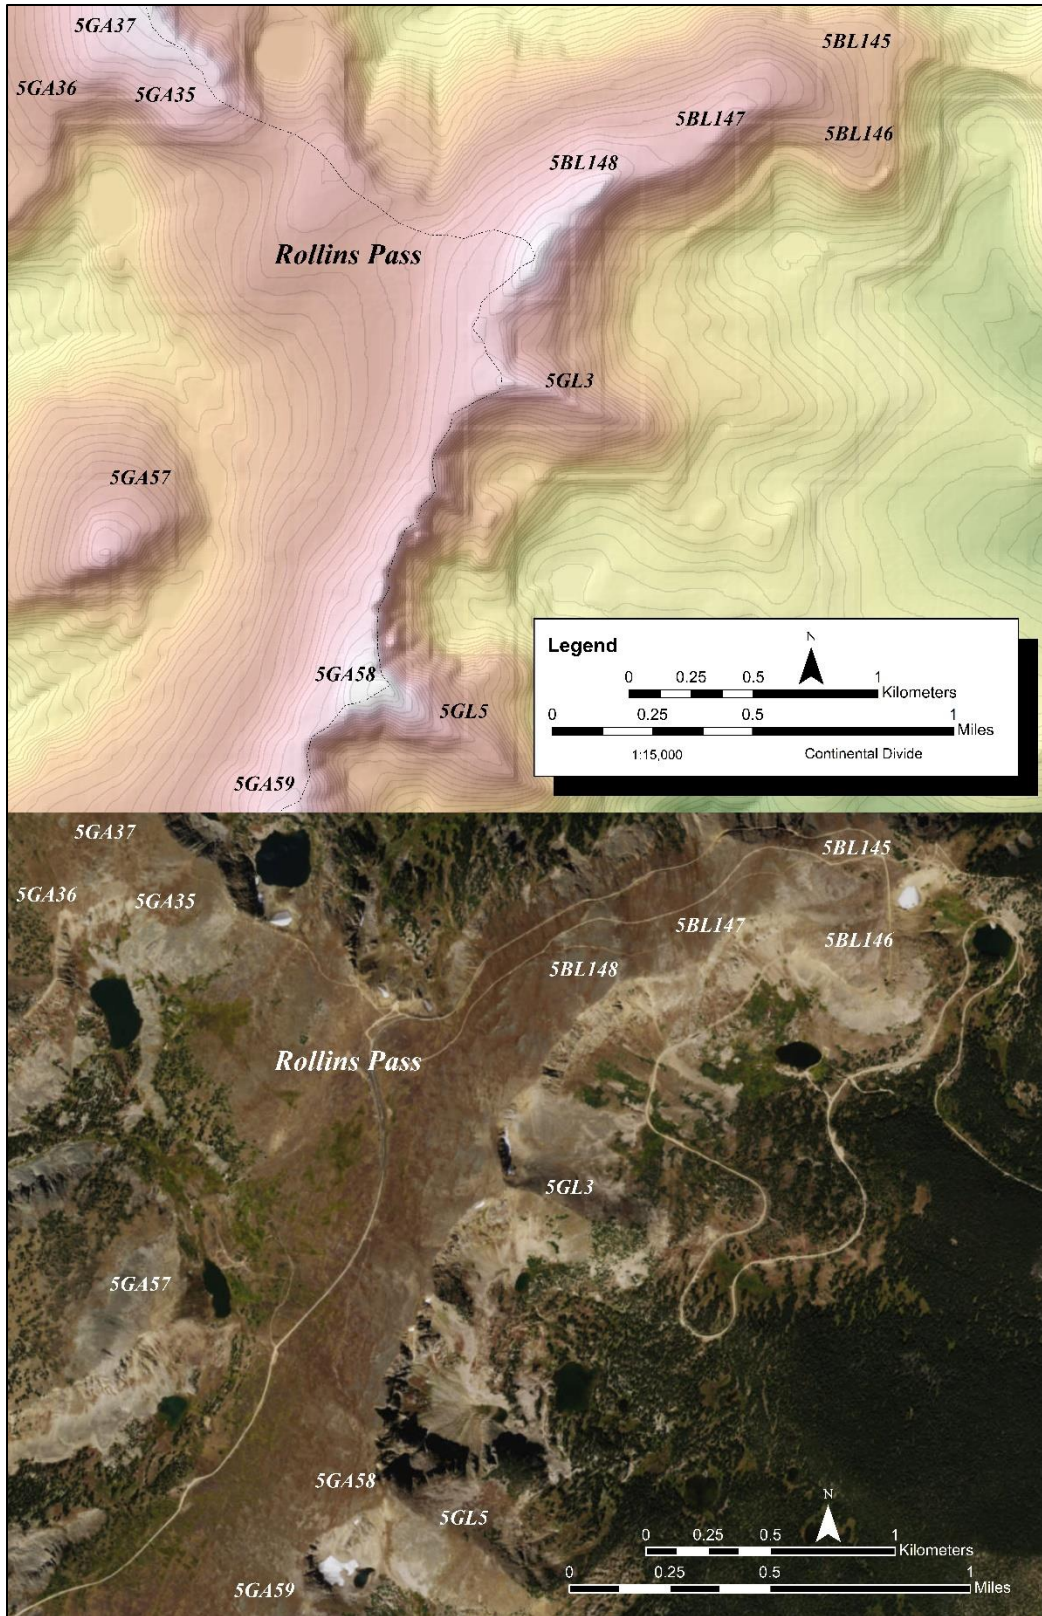 5GA37
5BL145
5GA36
5GA35
5BL147
5BL146
5BL148
Rollins Pass
5GL3
5GA57
Legend
N
0 0.25 0.5 1
Kilometers
0 0.25 0.5 1
Miles
1:15,000 Continental Divide
5GA58
5GL5
5GA59
5GA37
5BL145
5GA36
5GA35
5BL147
5BL146
5BL148
Rollins Pass
5GL3
5GA57
5GA58
5GL5
N
0 0.25 0.5 1
Kilometers
0 0.25 0.5 1
Miles
5GA59